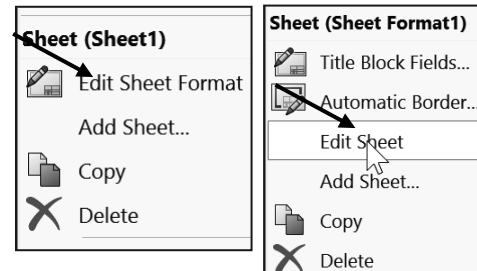 Sheet (Sheet1)
Edit Sheet Format
Add Sheet...
Copy
Delete
Sheet (Sheet Format1)
Title Block Fields...
Automatic Border...
Edit Sheet
Add Sheet...
Copy
Delete